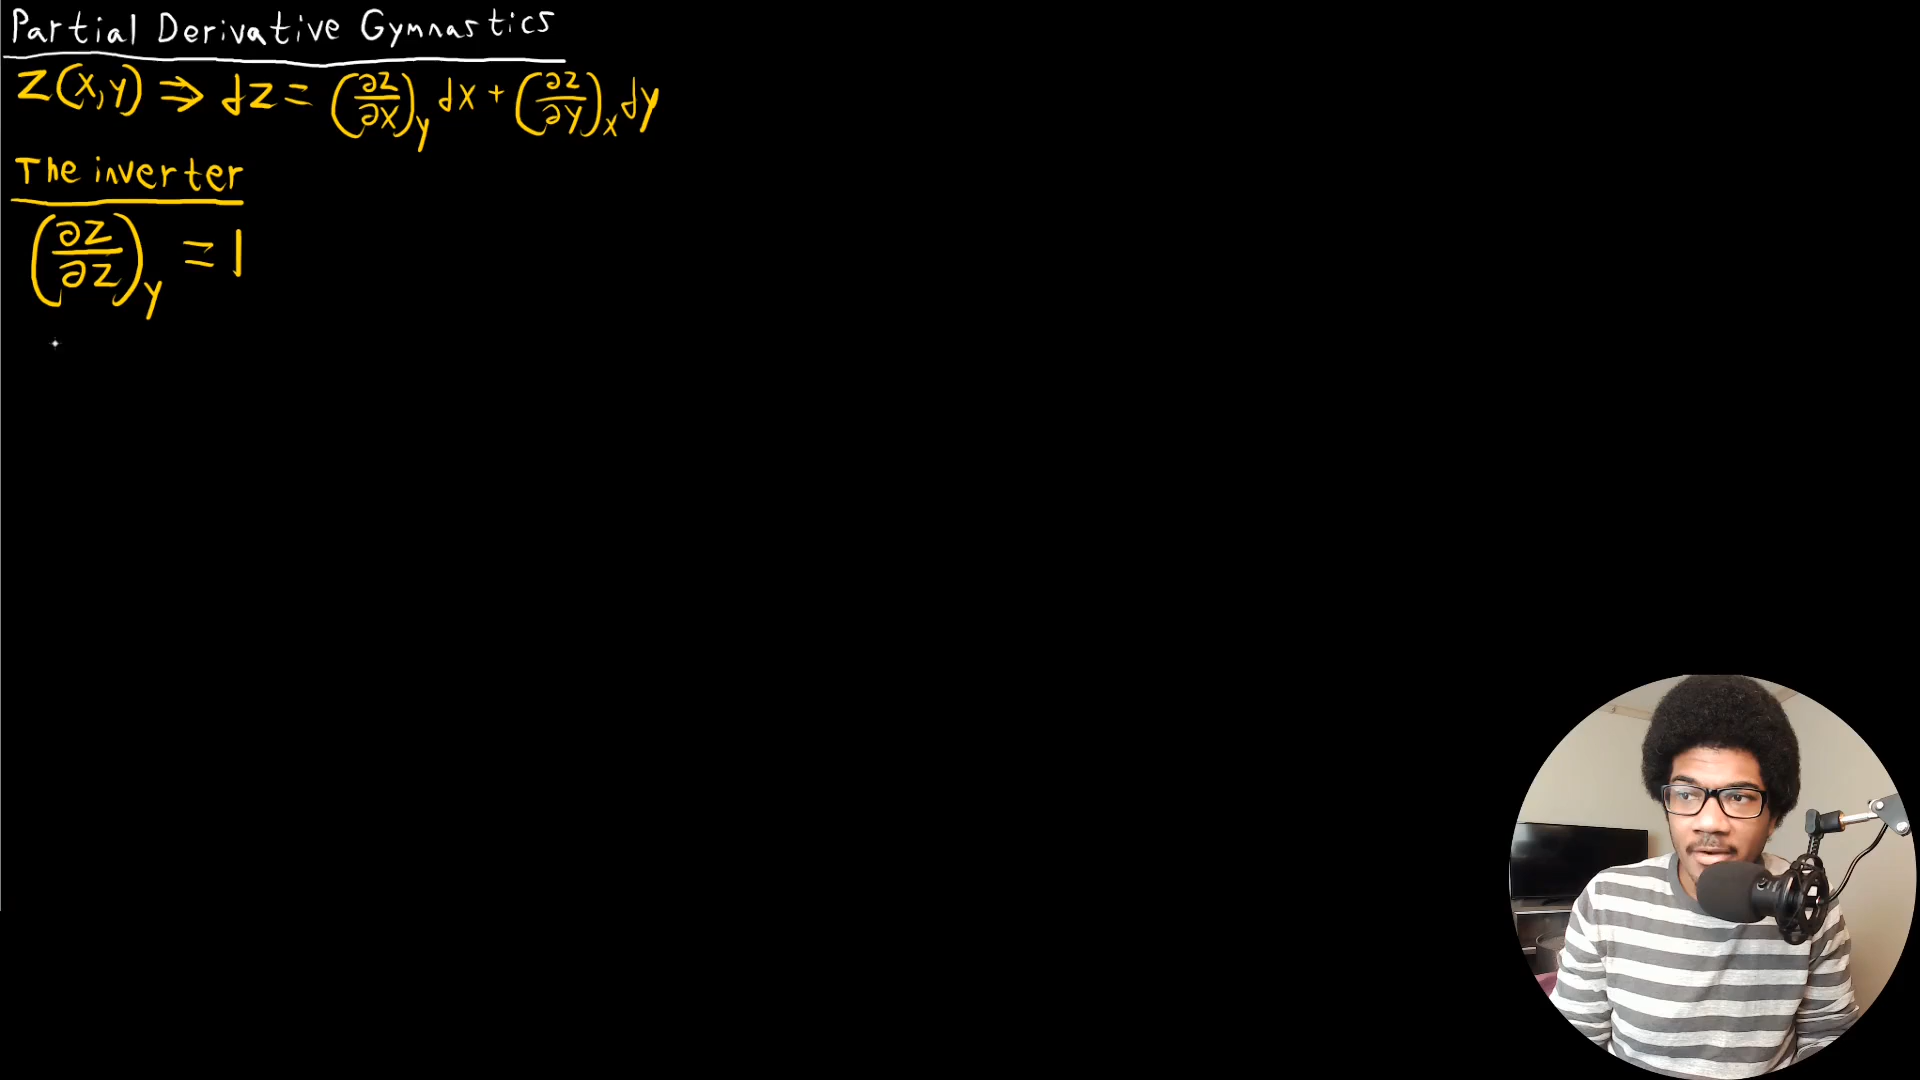 Partial Derivative Gymnastics
z(x,y) ⇒ dz = (∂z/∂x)_y dx + (∂z/∂y)_x dy
The inverter
(∂z/∂z)_y = 1